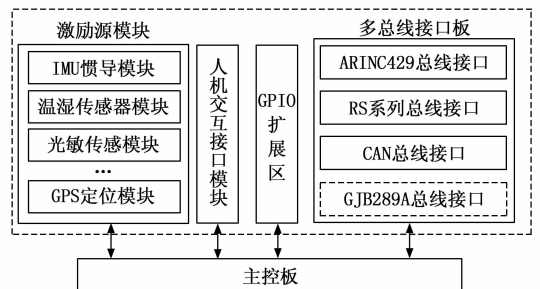 激励源模块
IMU惯导模块
温湿传感器模块
光敏传感模块
...
GPS定位模块
人机交互接口模块
GPIO扩展区
多总线接口板
ARINC429总线接口
RS系列总线接口
CAN总线接口
GJB289A总线接口
主控板